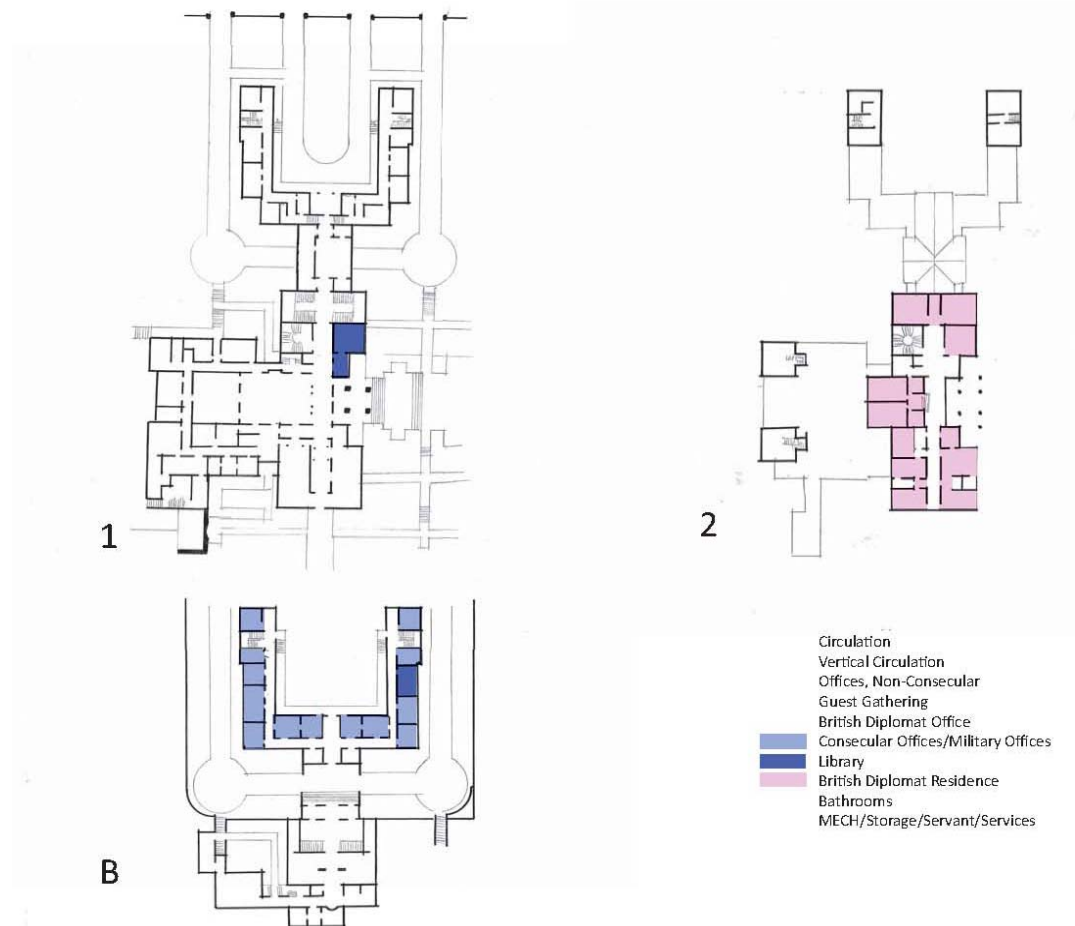 1
2
B
Circulation
Vertical Circulation
Offices, Non-Consecular
Guest Gathering
British Diplomat Office
Consecular Offices/Military Offices
Library
British Diplomat Residence
Bathrooms
MECH/Storage/Servant/Services